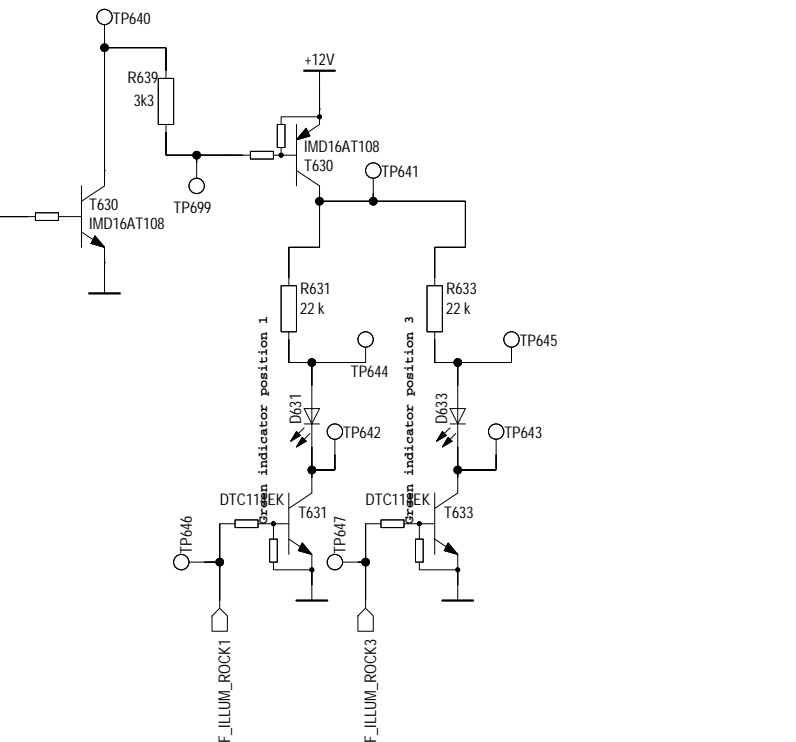 TP640
+12V
R639
3k3
IMD16AT108
T630
TP641
TP699
T630
IMD16AT108
R631
22 k
R633
22 k
Green indicator position 1
Green indicator position 3
TP644
TP645
D631
D633
TP642
TP643
T631
T633
TP646
TP647
F_ILLUM_ROCK1
F_ILLUM_ROCK3